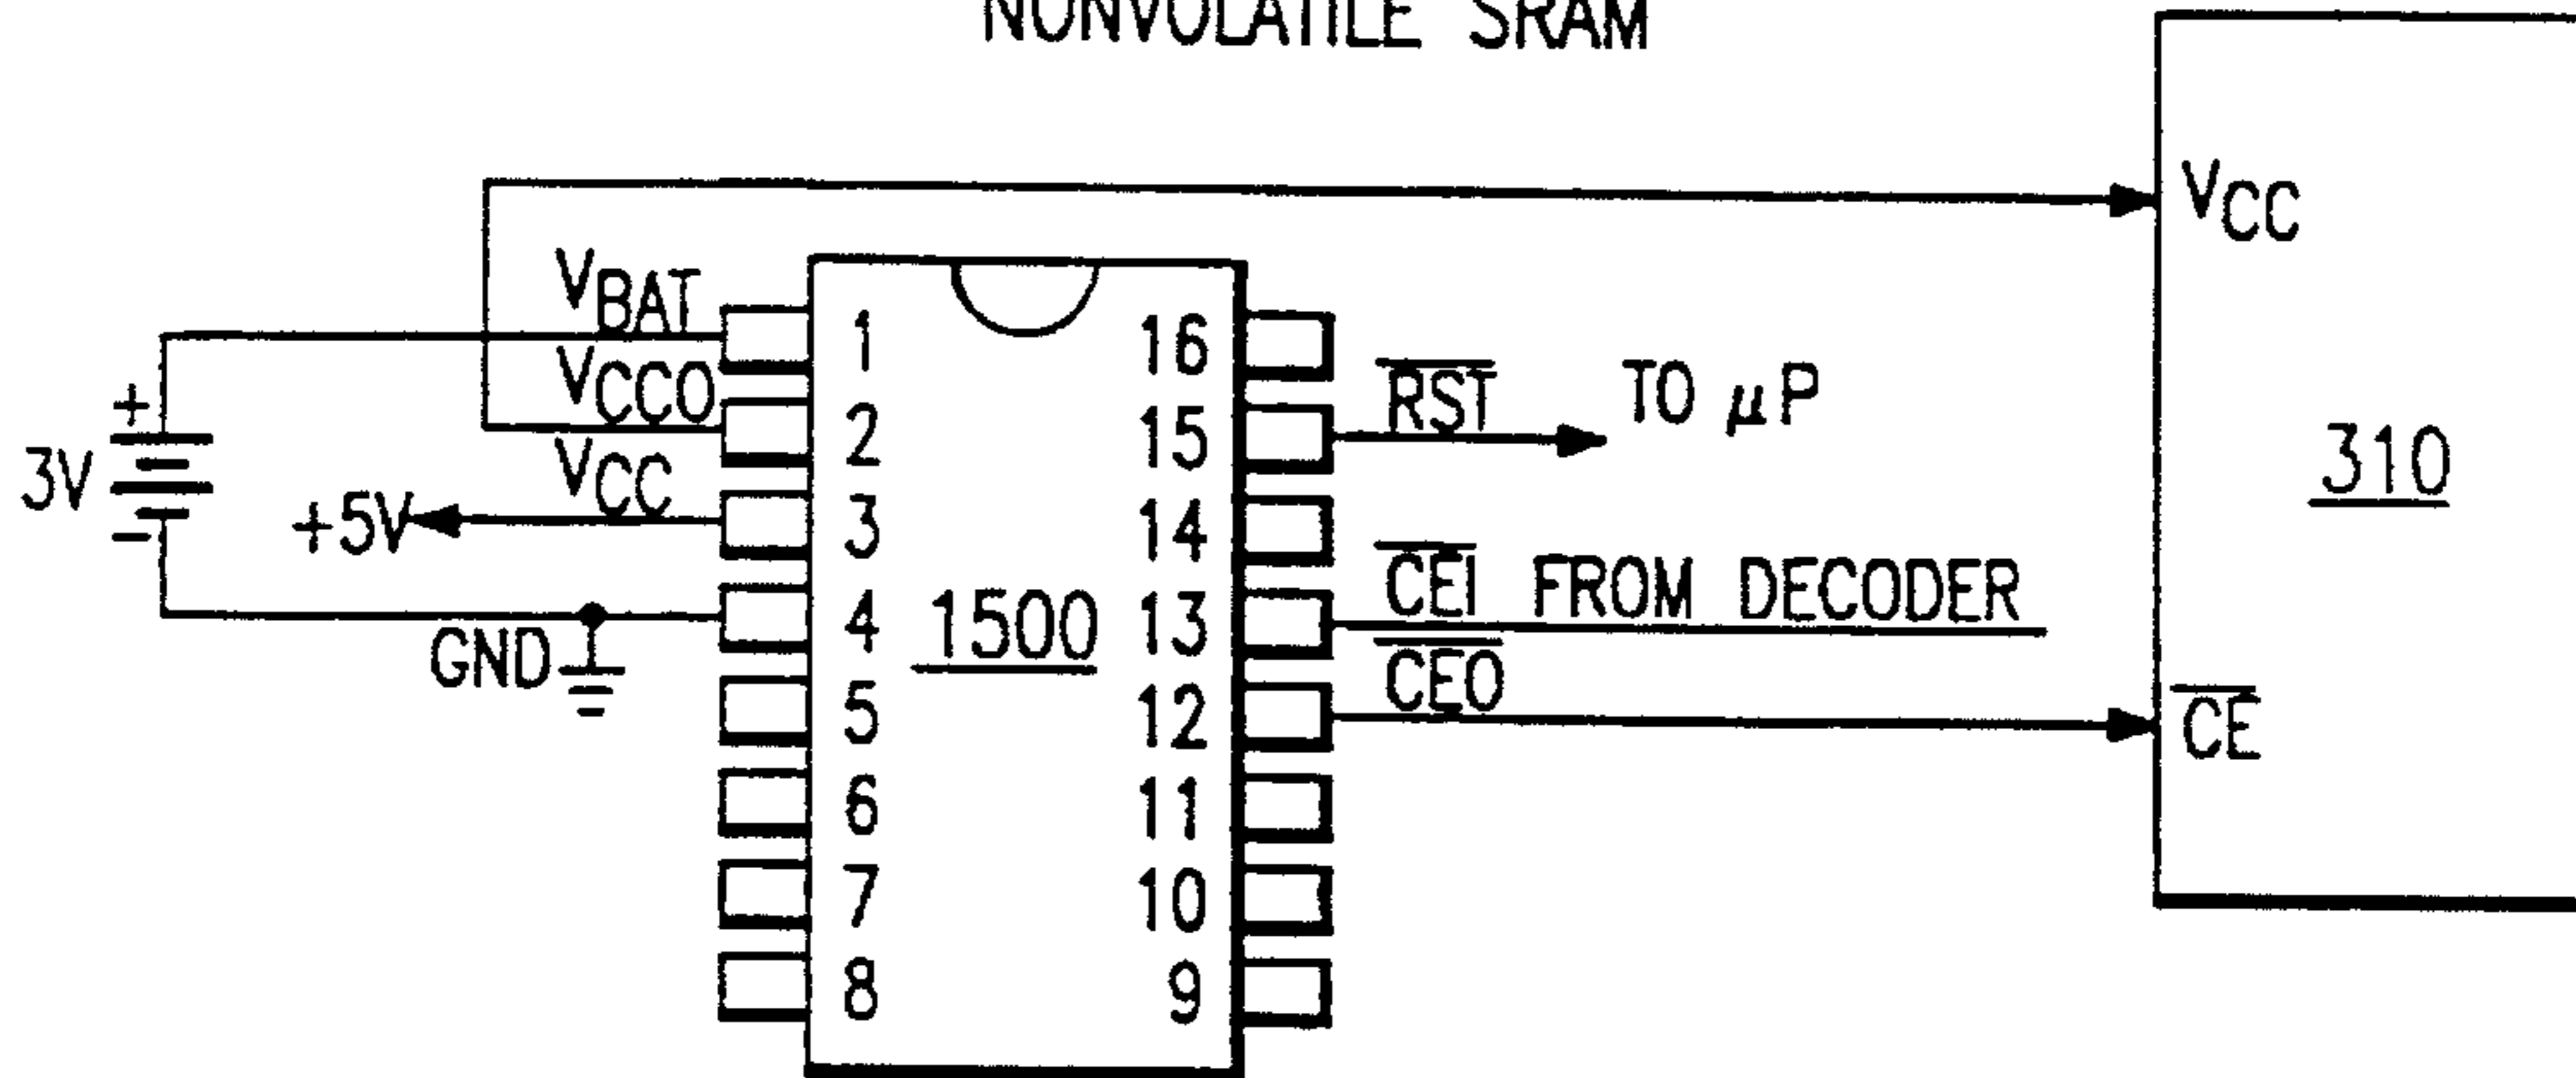 NONVOLATILE SRAM
VCC
VBAT
1
16
VCCO
RST
TO μP
+
2
15
3V
VCC
310
+5V
3
14
-
CEI FROM DECODER
4
1500
13
GND
CEO
5
12
CE
6
11
7
10
8
9